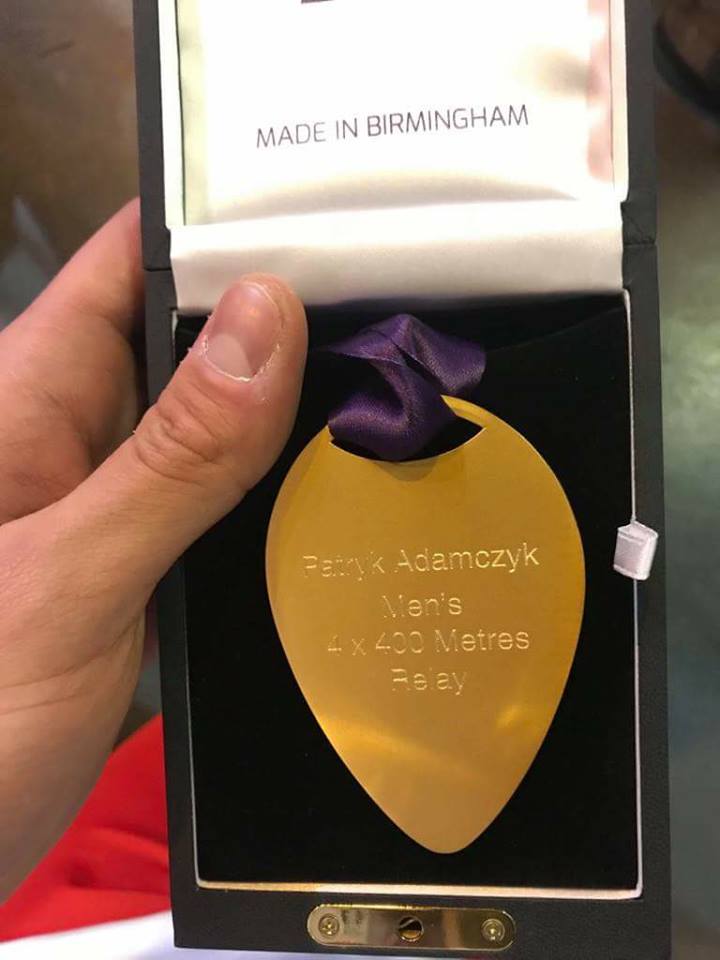 MADE IN BIRMINGHAM
Patryk Adamczyk
Men's
4 x 400 Metres
Relay